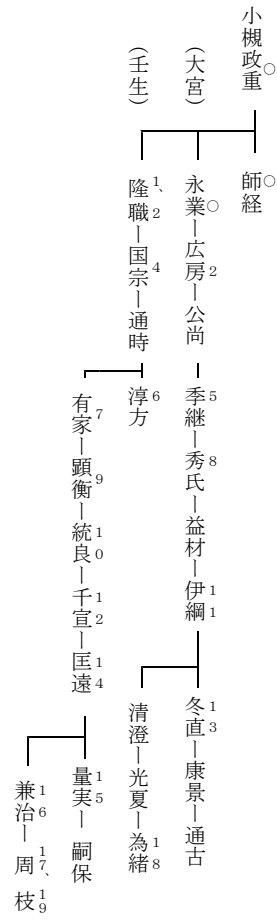 小槻政重○
師経○
(大宮)
永業○ー広房2ー公尚
季継5ー秀氏8ー益材ー伊綱11
冬直13ー康景ー通古
清澄ー光夏ー為緒18
(壬生)
隆職1、2ー国宗4ー通時
淳方6
有家7ー顕衡9ー統良10ー千宣12ー匡遠14
量実15ー嗣保
兼治16ー周枝17、19